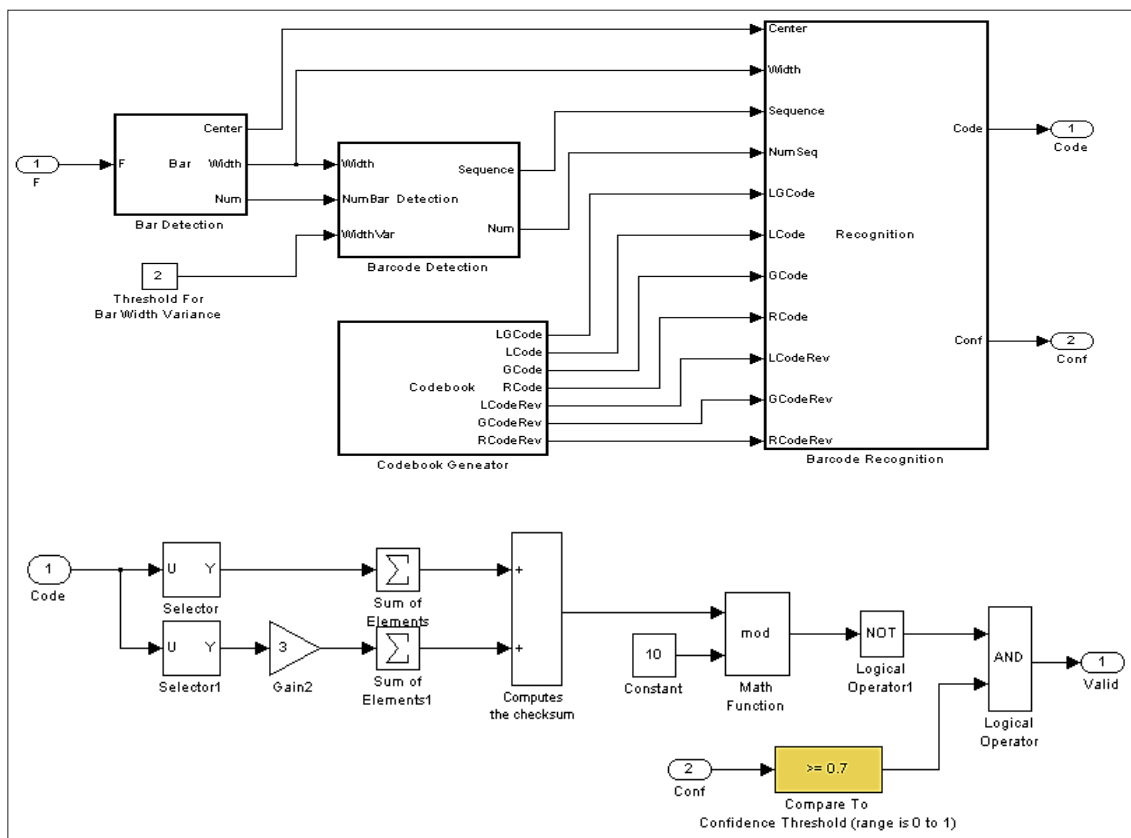 1
F
F
Bar
Center
Width
Num
Bar Detection
2
Threshold For
Bar Width Variance
Width
NumBar Detection
WidthVar
Sequence
Num
Barcode Detection
Codebook
LGCode
LCode
GCode
RCode
LCodeRev
GCodeRev
RCodeRev
Codebook Geneator
Center
Width
Sequence
NumSeq
LGCode
LCode
GCode
RCode
LCodeRev
GCodeRev
RCodeRev
Recognition
Code
Conf
Barcode Recognition
1
Code
2
Conf
1
Code
U Y
Selector
U Y
Selector1
3
Gain2
Σ
Sum of
Elements
Σ
Sum of
Elements1
+
+
Computes
the checksum
10
Constant
mod
Math
Function
NOT
Logical
Operator1
AND
Logical
Operator
1
Valid
2
Conf
>= 0.7
Compare To
Confidence Threshold (range is 0 to 1)